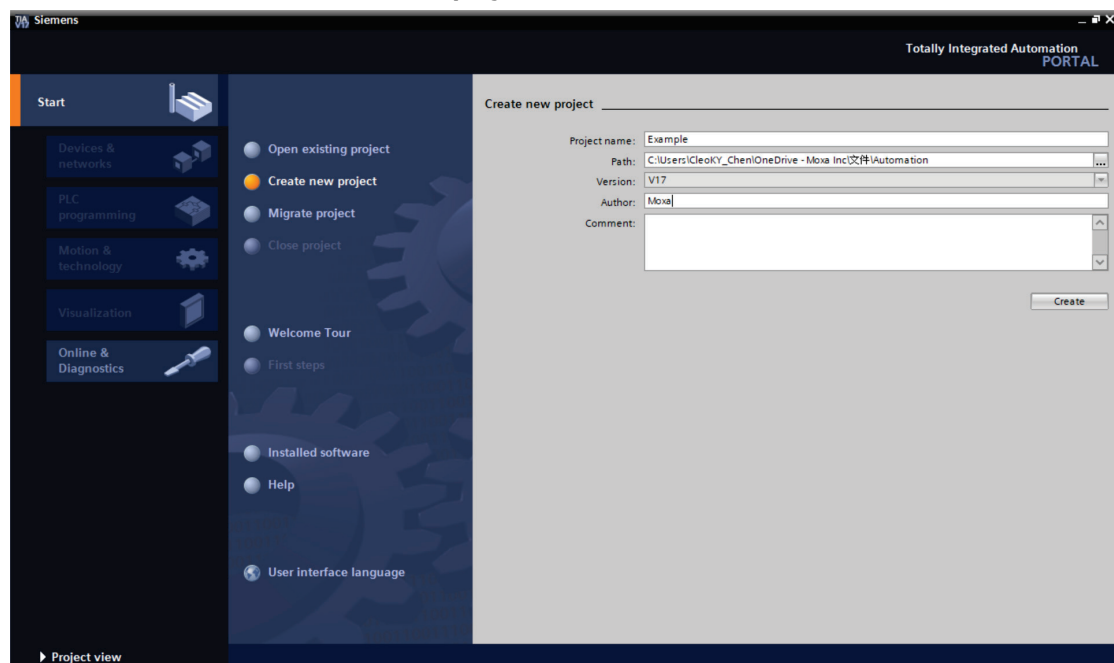 Siemens
Totally Integrated Automation
PORTAL
Start
Devices &
networks
PLC
programming
Motion &
technology
Visualization
Online &
Diagnostics
Project view
Open existing project
Create new project
Migrate project
Close project
Welcome Tour
First steps
Installed software
Help
User interface language
Create new project
Project name: Example
Path: C:\Users\CleoKY_Chen\OneDrive - Moxa Inc\文件\Automation ...
Version: V17
Author: Moxa
Comment:
Create